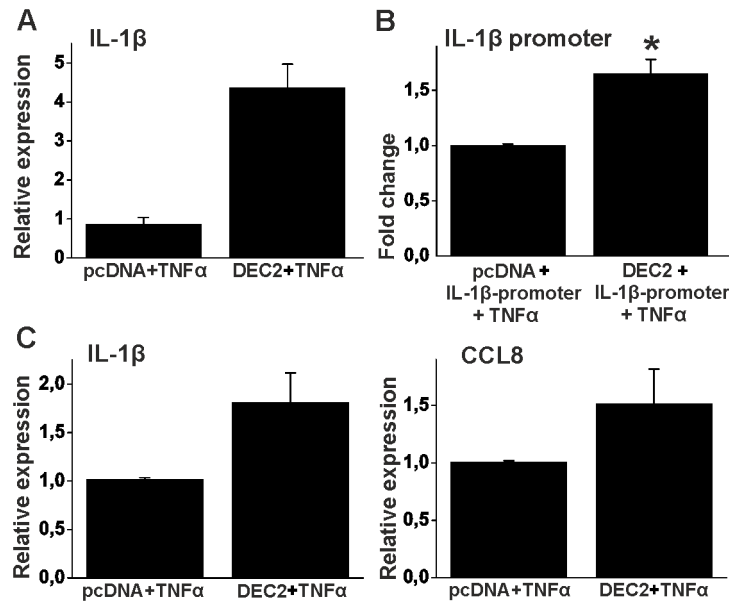 A
IL-1β
Relative expression
5
4
3
2
1
0
pcDNA+TNFα
DEC2+TNFα
B
IL-1β promoter
*
Fold change
1,5
1,0
0,5
0,0
pcDNA +
IL-1β-promoter
+ TNFα
DEC2 +
IL-1β-promoter
+ TNFα
C
IL-1β
Relative expression
2,0
1,5
1,0
0,5
0,0
pcDNA+TNFα
DEC2+TNFα
CCL8
Relative expression
1,5
1,0
0,5
0,0
pcDNA+TNFα
DEC2+TNFα